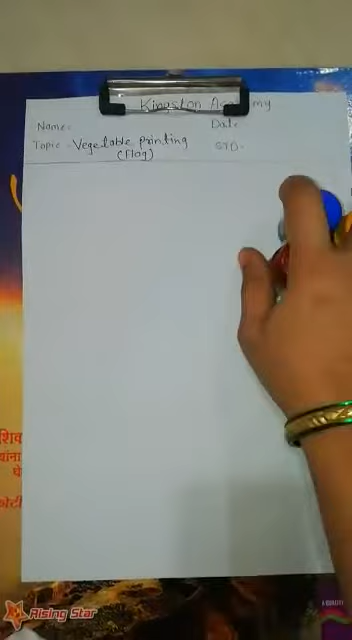 Kingston Academy
Name:
Date
Topic - Vegetable printing
(Flag)
STD-
शिव
Rising Star